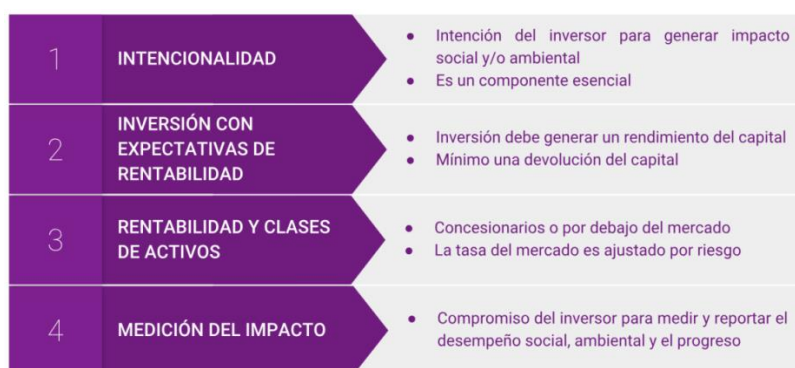 1
INTENCIONALIDAD
● Intención del inversor para generar impacto
social y/o ambiental
● Es un componente esencial
2
INVERSIÓN CON
EXPECTATIVAS DE
RENTABILIDAD
● Inversión debe generar un rendimiento del capital
● Mínimo una devolución del capital
3
RENTABILIDAD Y CLASES
DE ACTIVOS
● Concesionarios o por debajo del mercado
● La tasa del mercado es ajustado por riesgo
4
MEDICIÓN DEL IMPACTO
● Compromiso del inversor para medir y reportar el
desempeño social, ambiental y el progreso